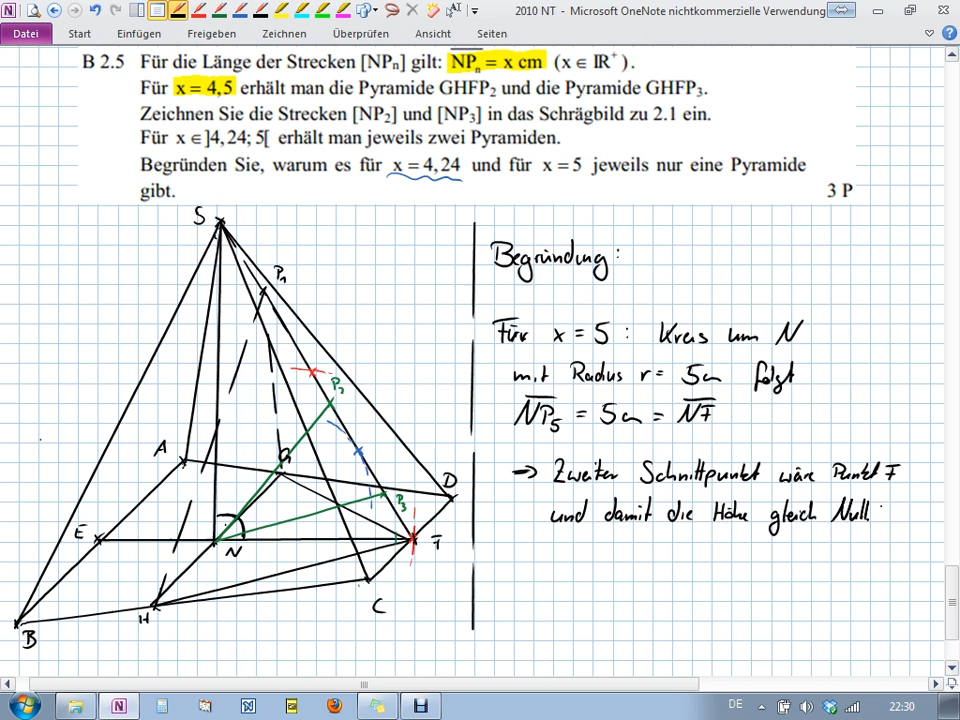 2010 NT - Microsoft OneNote nichtkommerzielle Verwendung
Datei Start Einfügen Freigeben Zeichnen Überprüfen Ansicht Seiten
B 2.5 Für die Länge der Strecken [NPn] gilt: NPn = x cm (x ∈ IR⁺).
Für x = 4,5 erhält man die Pyramide GHFP₂ und die Pyramide GHFP₃.
Zeichnen Sie die Strecken [NP₂] und [NP₃] in das Schrägbild zu 2.1 ein.
Für x ∈ ]4,24; 5[ erhält man jeweils zwei Pyramiden.
Begründen Sie, warum es für x = 4,24 und für x = 5 jeweils nur eine Pyramide
gibt.
3 P
S
P₁
P₂
A
G
D
P₃
E
N
F
C
H
B
Begründung:
Für x = 5 : Kreis um N
mit Radius r = 5cm folgt
NP₅ = 5cm = NF
→ Zweiter Schnittpunkt wäre Punkt F
und damit die Höhe gleich Null.
DE
22:30